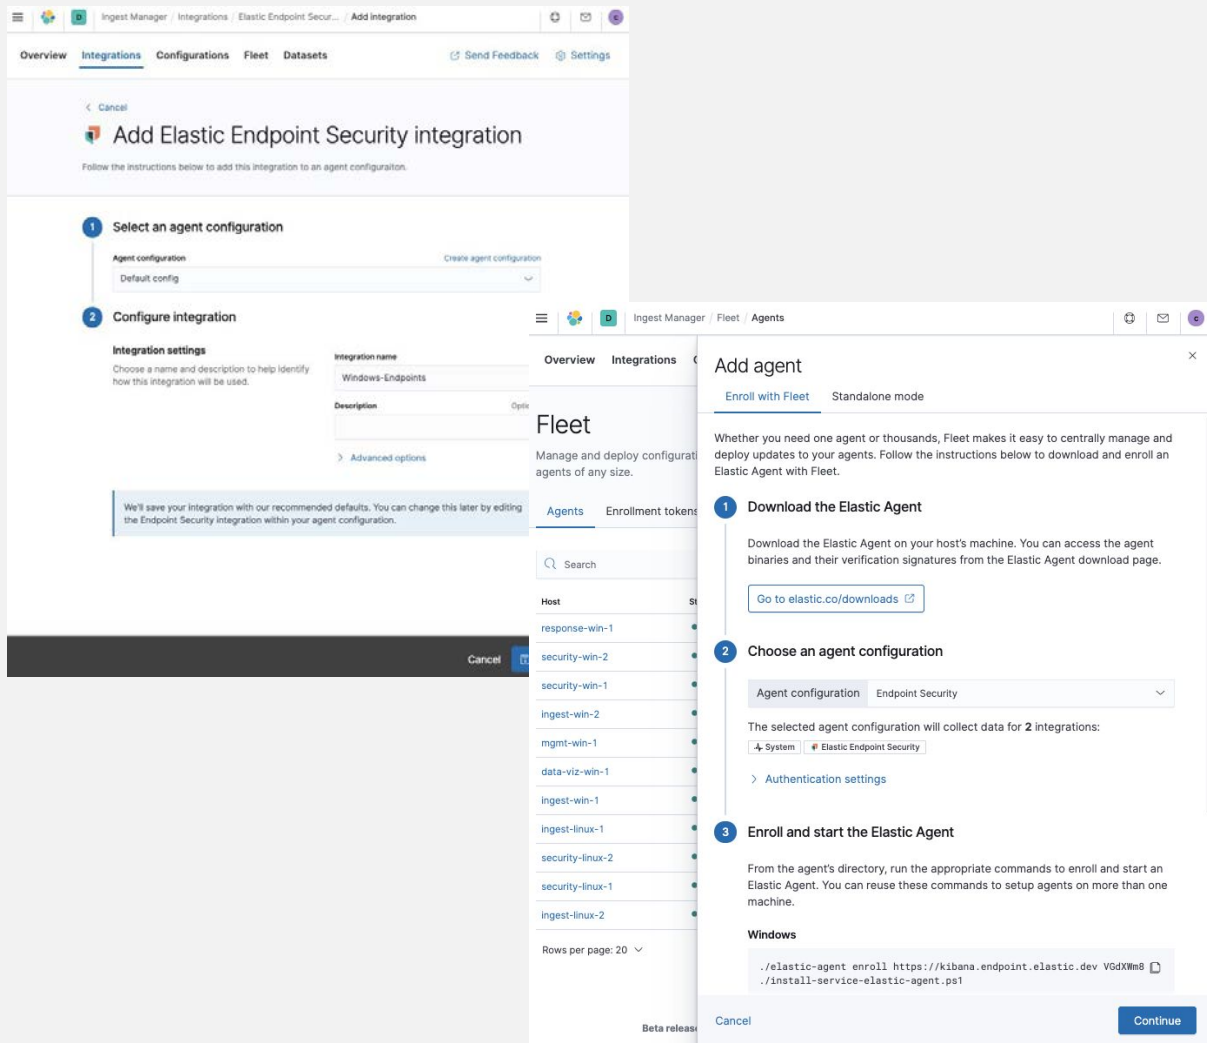 D Ingest Manager / Integrations / Elastic Endpoint Secur... / Add integration c
Overview Integrations Configurations Fleet Datasets Send Feedback Settings
Cancel
Add Elastic Endpoint Security integration
Follow the instructions below to add this integration to an agent configuraiton.
1 Select an agent configuration
Agent configuration Create agent configuration
Default config
2 Configure integration
Integration settings
Choose a name and description to help identify
how this integration will be used.
Integration name
Windows-Endpoints
Description Optio
Advanced options
We'll save your integration with our recommended defaults. You can change this later by editing
the Endpoint Security integration within your agent configuration.
Cancel
D Ingest Manager / Fleet / Agents c
Overview Integrations
Fleet
Manage and deploy configurati
agents of any size.
Agents Enrollment tokens
Search
Host St
response-win-1
security-win-2
security-win-1
ingest-win-2
mgmt-win-1
data-viz-win-1
ingest-win-1
ingest-linux-1
security-linux-2
security-linux-1
ingest-linux-2
Rows per page: 20
Beta releas
Add agent
Enroll with Fleet Standalone mode
Whether you need one agent or thousands, Fleet makes it easy to centrally manage and
deploy updates to your agents. Follow the instructions below to download and enroll an
Elastic Agent with Fleet.
1 Download the Elastic Agent
Download the Elastic Agent on your host's machine. You can access the agent
binaries and their verification signatures from the Elastic Agent download page.
Go to elastic.co/downloads
2 Choose an agent configuration
Agent configuration Endpoint Security
The selected agent configuration will collect data for 2 integrations:
System Elastic Endpoint Security
Authentication settings
3 Enroll and start the Elastic Agent
From the agent's directory, run the appropriate commands to enroll and start an
Elastic Agent. You can reuse these commands to setup agents on more than one
machine.
Windows
./elastic-agent enroll https://kibana.endpoint.elastic.dev VGdXWm8
./install-service-elastic-agent.ps1
Cancel Continue